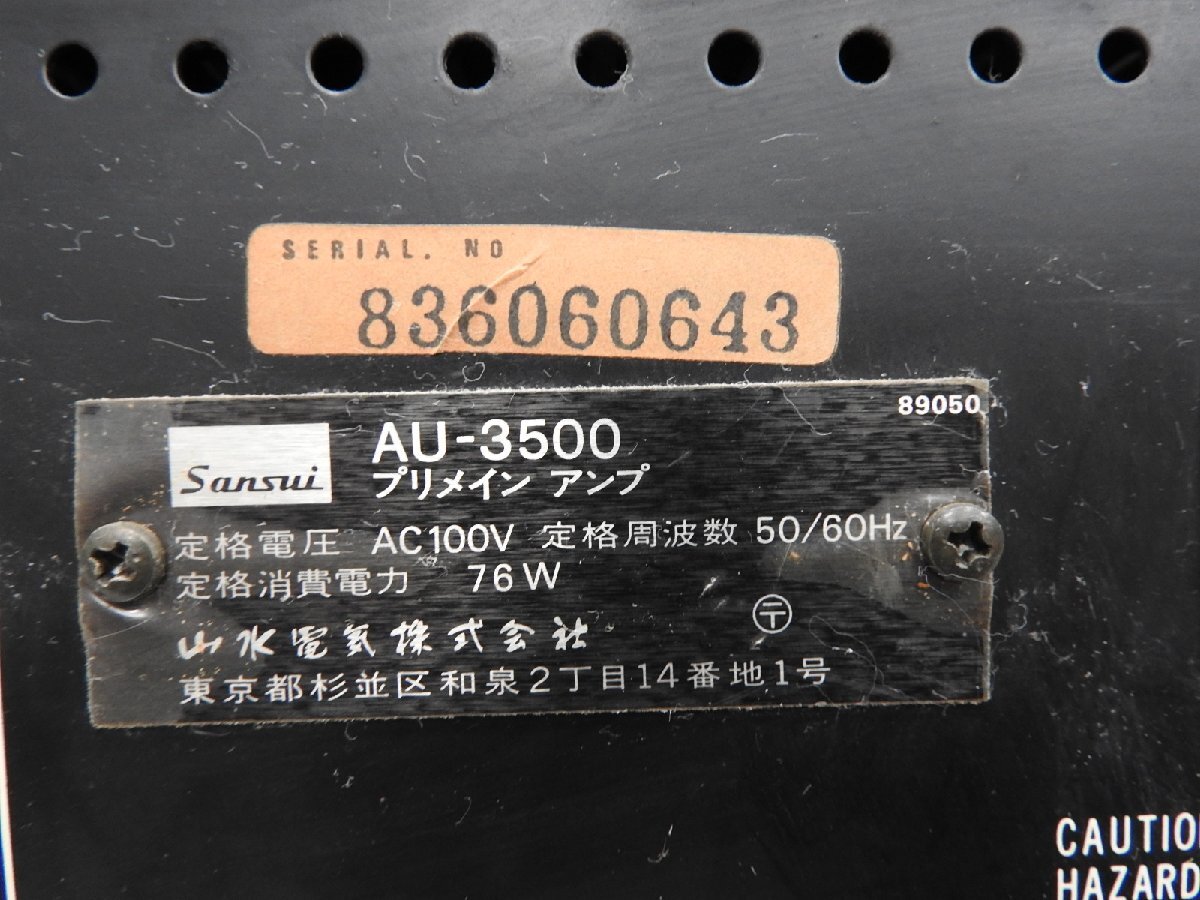 SERIAL. NO
836060643
89050
Sansui
AU-3500
プリメイン アンプ
定格電圧 AC100V 定格周波数 50/60Hz
定格消費電力 76W
〒
山水電気株式会社
東京都杉並区和泉2丁目14番地1号
CAUTIO
HAZARD